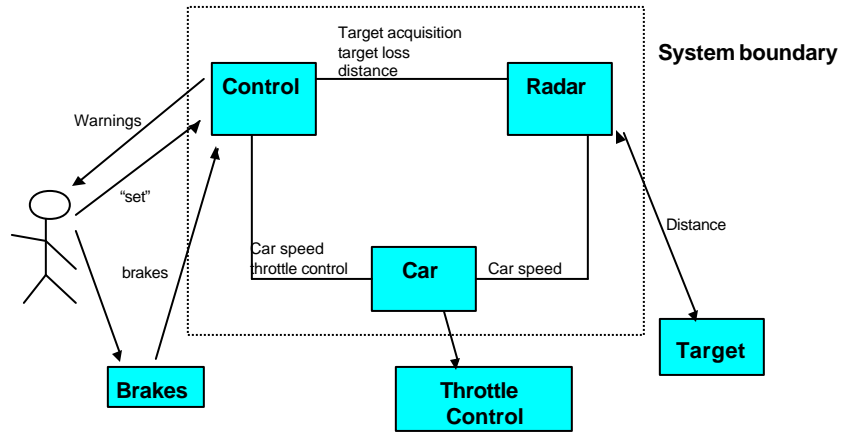 Target acquisition
target loss
distance
System boundary
Control
Radar
Warnings
“set”
Distance
Car speed
throttle control
brakes
Car
Car speed
Target
Brakes
Throttle
Control